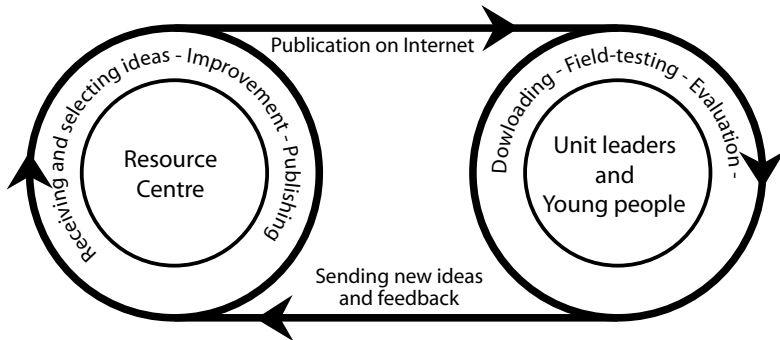 Publication on Internet
Receiving and selecting ideas - Improvement - Publishing
Resource
Centre
Dowloading - Field-testing - Evaluation -
Unit leaders
and
Young people
Sending new ideas
and feedback